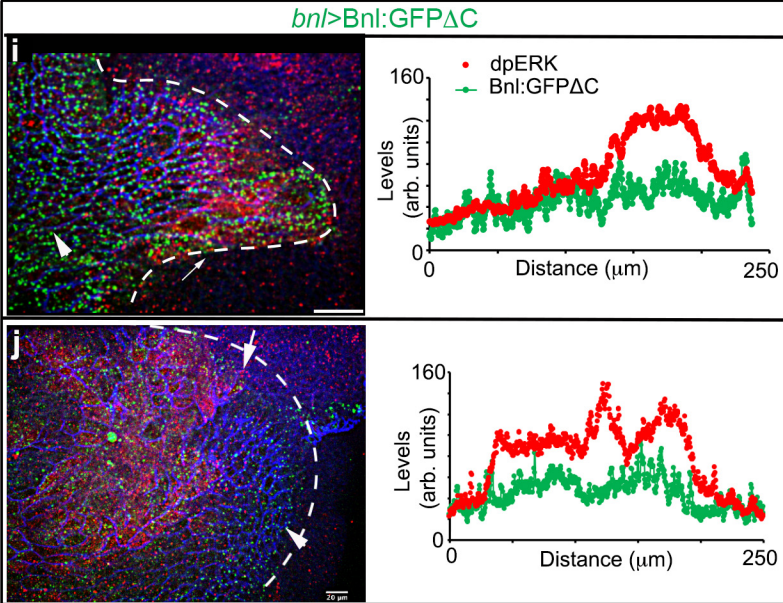 bnl>Bnl:GFPΔC
i
dpERK
Bnl:GFPΔC
160
Levels
(arb. units)
0
Distance (μm)
250
j
20 μm
160
Levels
(arb. units)
0
0
Distance (μm)
250